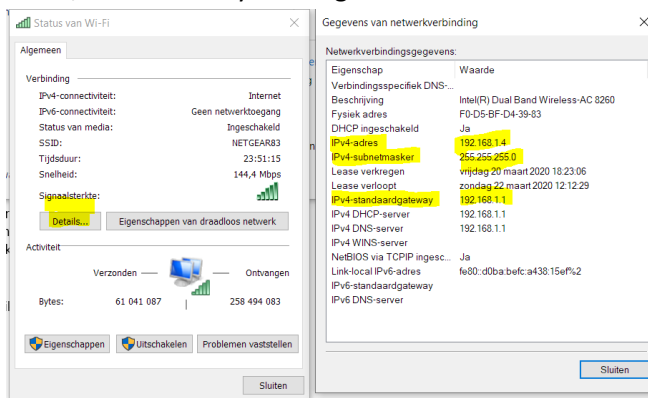 Status van Wi-Fi
Algemeen
Verbinding
IPv4-connectiviteit: Internet
IPv6-connectiviteit: Geen netwerktoegang
Status van media: Ingeschakeld
SSID: NETGEAR83
Tijdsduur: 23:51:15
Snelheid: 144,4 Mbps
Signaalsterkte:
Details... Eigenschappen van draadloos netwerk
Activiteit
Verzonden — — Ontvangen
Bytes: 61 041 087 | 258 494 083
Eigenschappen Uitschakelen Problemen vaststellen
Sluiten
Gegevens van netwerkverbinding
Netwerkverbindingsgegevens:
Eigenschap Waarde
Verbindingsspecifiek DNS-...
Beschrijving Intel(R) Dual Band Wireless-AC 8260
Fysiek adres F0-D5-BF-D4-39-83
DHCP ingeschakeld Ja
IPv4-adres 192.168.1.4
IPv4-subnetmasker 255.255.255.0
Lease verkregen vrijdag 20 maart 2020 18:23:06
Lease verloopt zondag 22 maart 2020 12:12:29
IPv4-standaardgateway 192.168.1.1
IPv4 DHCP-server 192.168.1.1
IPv4 DNS-server 192.168.1.1
IPv4 WINS-server
NetBIOS via TCPIP ingesc... Ja
Link-local IPv6-adres fe80::d0ba:befc:a438:15ef%2
IPv6-standaardgateway
IPv6 DNS-server
Sluiten